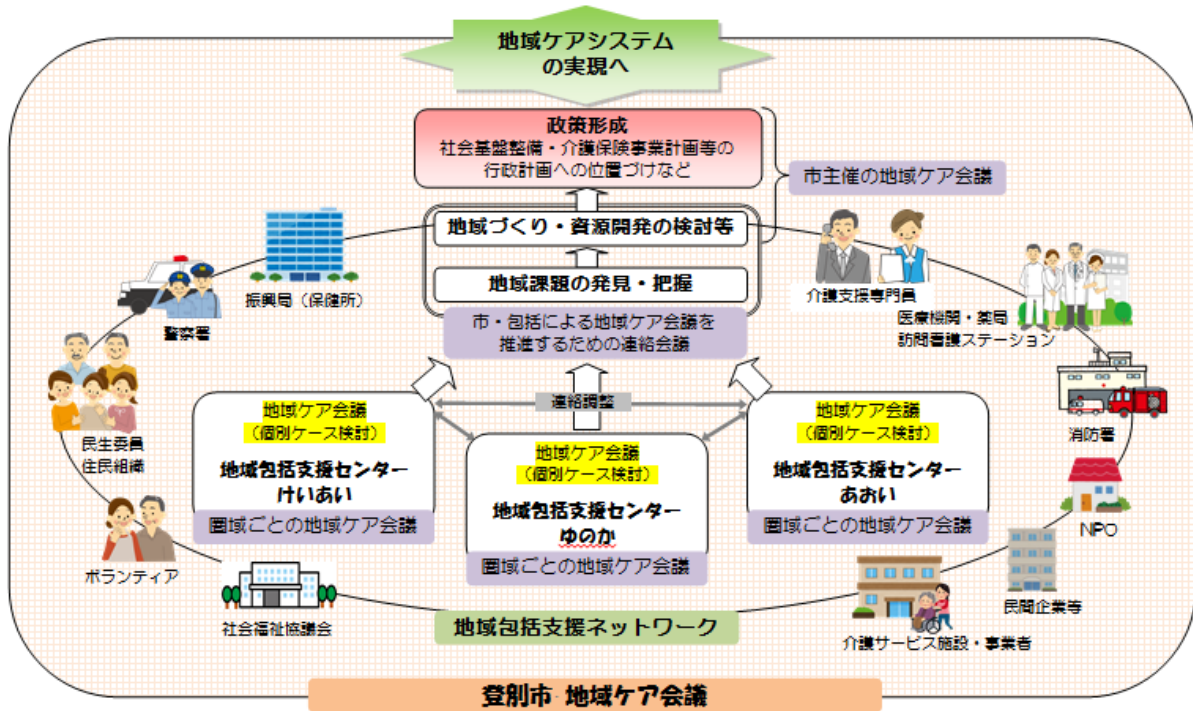 地域ケアシステム
の実現へ
政策形成
社会基盤整備・介護保険事業計画等の
行政計画への位置づけなど
市主催の地域ケア会議
地域づくり・資源開発の検討等
地域課題の発見・把握
市・包括による地域ケア会議を
推進するための連絡会議
振興局（保健所）
警察署
民生委員
住民組織
ボランティア
社会福祉協議会
介護支援専門員
医療機関・薬局
訪問看護ステーション
消防署
NPO
民間企業等
介護サービス施設・事業者
連絡調整
地域ケア会議
（個別ケース検討）
地域包括支援センター
けいあい
圏域ごとの地域ケア会議
地域ケア会議
（個別ケース検討）
地域包括支援センター
ゆのか
圏域ごとの地域ケア会議
地域ケア会議
（個別ケース検討）
地域包括支援センター
あおい
圏域ごとの地域ケア会議
地域包括支援ネットワーク
登別市 地域ケア会議